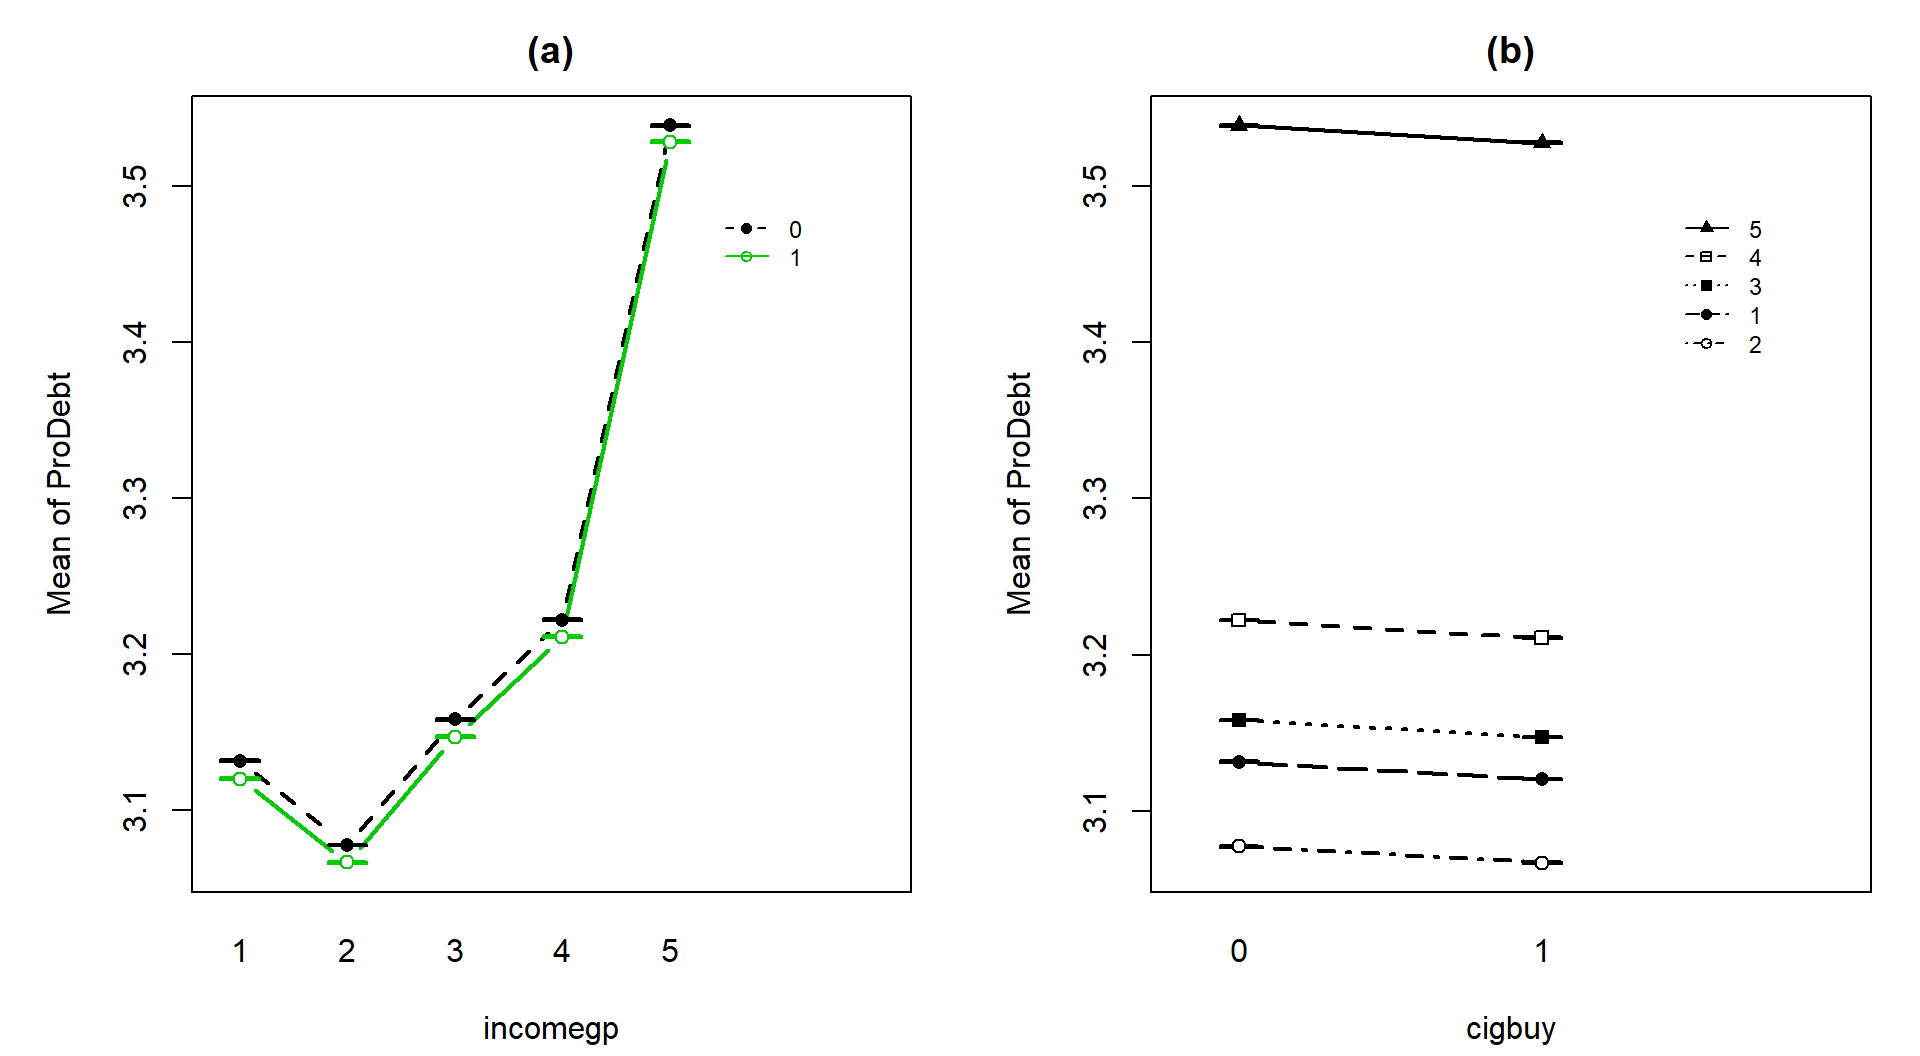 (a)
Mean of ProDebt
3.5
3.4
3.3
3.2
3.1
0
1
1 2 3 4 5
incomegp
(b)
Mean of ProDebt
3.5
3.4
3.3
3.2
3.1
5
4
3
1
2
0 1
cigbuy